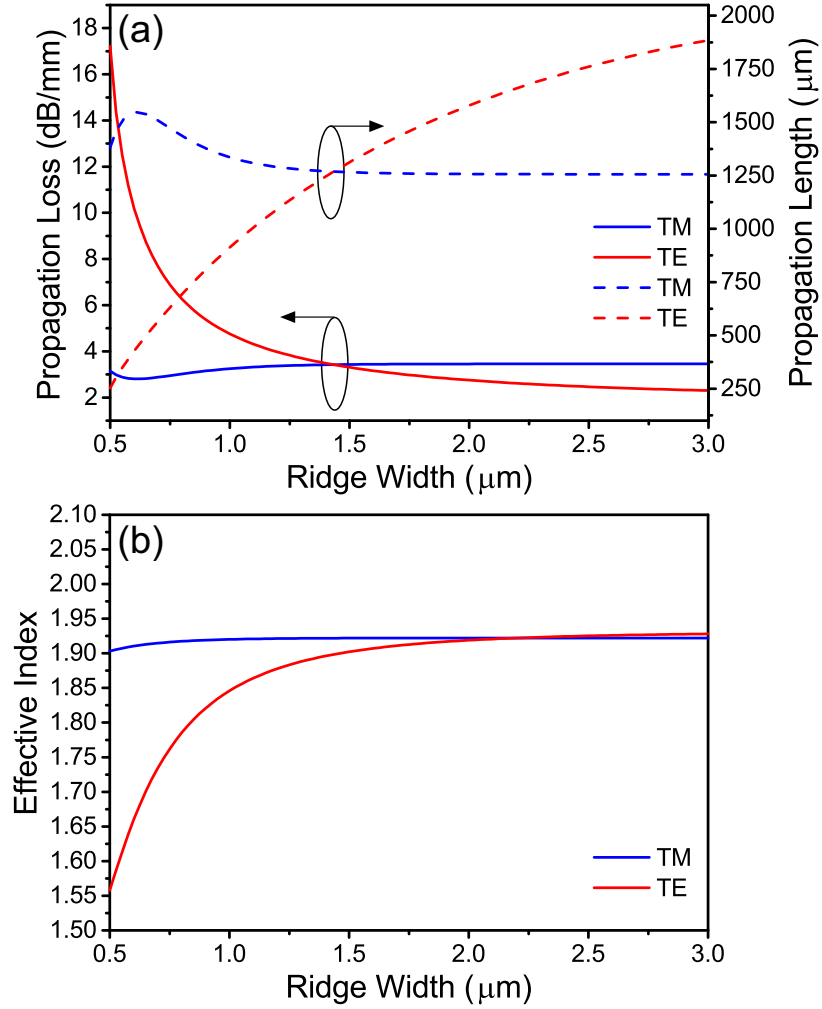 (a)
Propagation Loss (dB/mm)
18
16
14
12
10
8
6
4
2
2000
1750
1500
1250
1000
750
500
250
Propagation Length (μm)
TM
TE
TM
TE
0.5 1.0 1.5 2.0 2.5 3.0
Ridge Width (μm)
(b)
Effective Index
2.10
2.05
2.00
1.95
1.90
1.85
1.80
1.75
1.70
1.65
1.60
1.55
1.50
TM
TE
0.5 1.0 1.5 2.0 2.5 3.0
Ridge Width (μm)